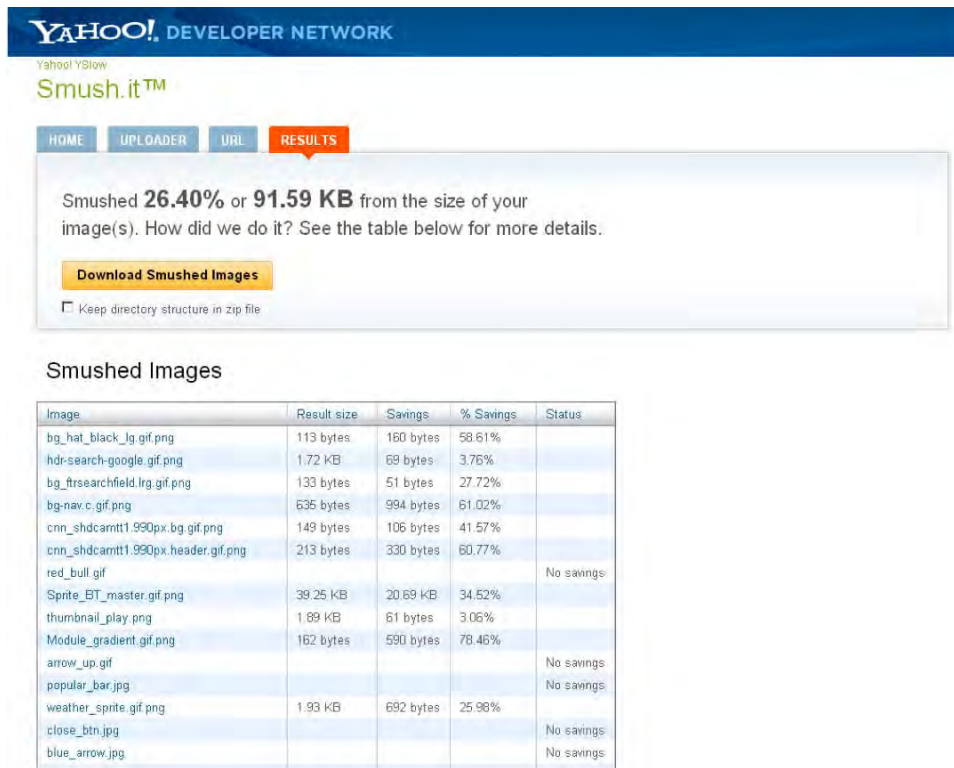 YAHOO! DEVELOPER NETWORK
Yahoo! YSlow
Smush.it™
HOME UPLOADER URL RESULTS
Smushed 26.40% or 91.59 KB from the size of your
image(s). How did we do it? See the table below for more details.
Download Smushed Images
Keep directory structure in zip file
Smushed Images
Image Result size Savings % Savings Status
bg_hat_black_lg.gif.png 113 bytes 160 bytes 58.61%
hdr-search-google.gif.png 1.72 KB 69 bytes 3.76%
bg_ftrsearchfield.lrg.gif.png 133 bytes 51 bytes 27.72%
bg-nav.c.gif.png 635 bytes 994 bytes 61.02%
cnn_shdcamtt1.990px.bg.gif.png 149 bytes 106 bytes 41.57%
cnn_shdcamtt1.990px.header.gif.png 213 bytes 330 bytes 60.77%
red_bull.gif No savings
Sprite_BT_master.gif.png 39.25 KB 20.69 KB 34.52%
thumbnail_play.png 1.89 KB 61 bytes 3.06%
Module_gradient.gif.png 162 bytes 590 bytes 78.46%
arrow_up.gif No savings
popular_bar.jpg No savings
weather_sprite.gif.png 1.93 KB 692 bytes 25.98%
close_btn.jpg No savings
blue_arrow.jpg No savings